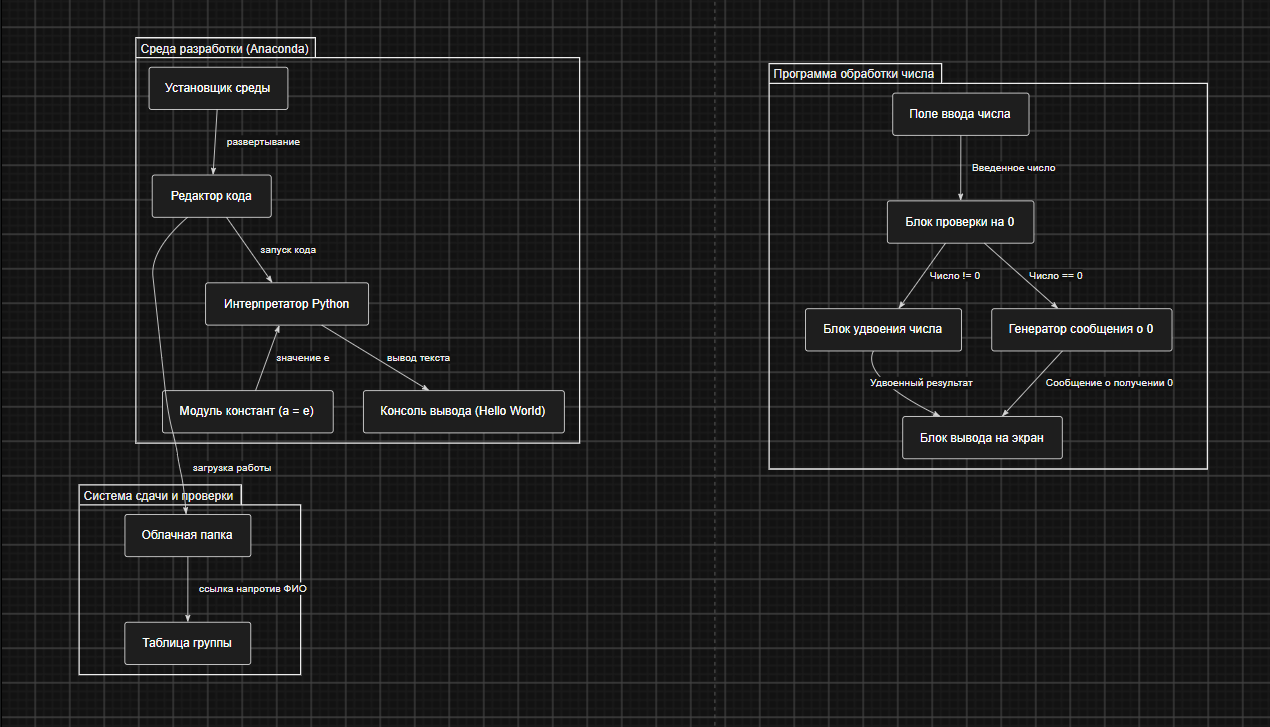 Среда разработки (Anaconda)
Установщик среды
развертывание
Редактор кода
запуск кода
Интерпретатор Python
значение e
вывод текста
Модуль констант (a = e)
Консоль вывода (Hello World)
загрузка работы
Система сдачи и проверки
Облачная папка
ссылка напротив ФИО
Таблица группы
Программа обработки числа
Поле ввода числа
Введенное число
Блок проверки на 0
Число != 0
Число == 0
Блок удвоения числа
Генератор сообщения о 0
Удвоенный результат
Сообщение о получении 0
Блок вывода на экран